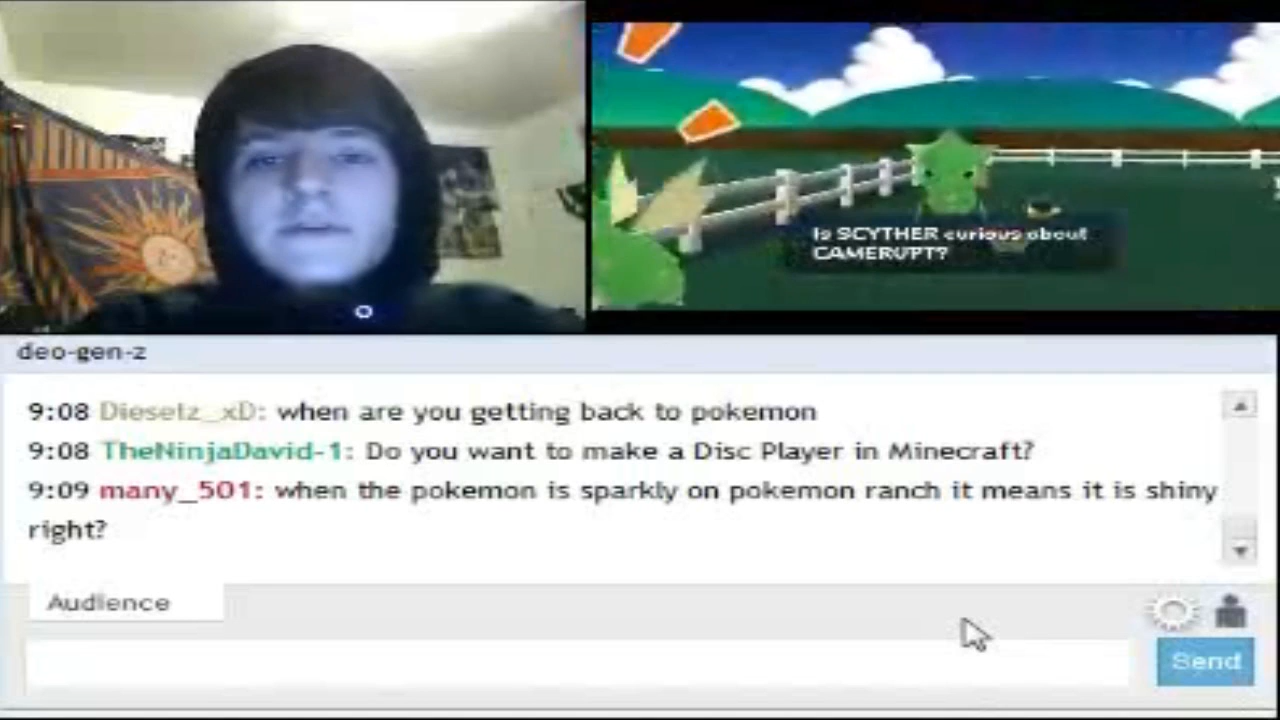 Is SCYTHER curious about
CAMERUPT?
deo-gen-z
9:08 Dieselz_xD: when are you getting back to pokemon
9:08 TheNinjaDavid-1: Do you want to make a Disc Player in Minecraft?
9:09 many_501: when the pokemon is sparkly on pokemon ranch it means it is shiny
right?
Audience
Send